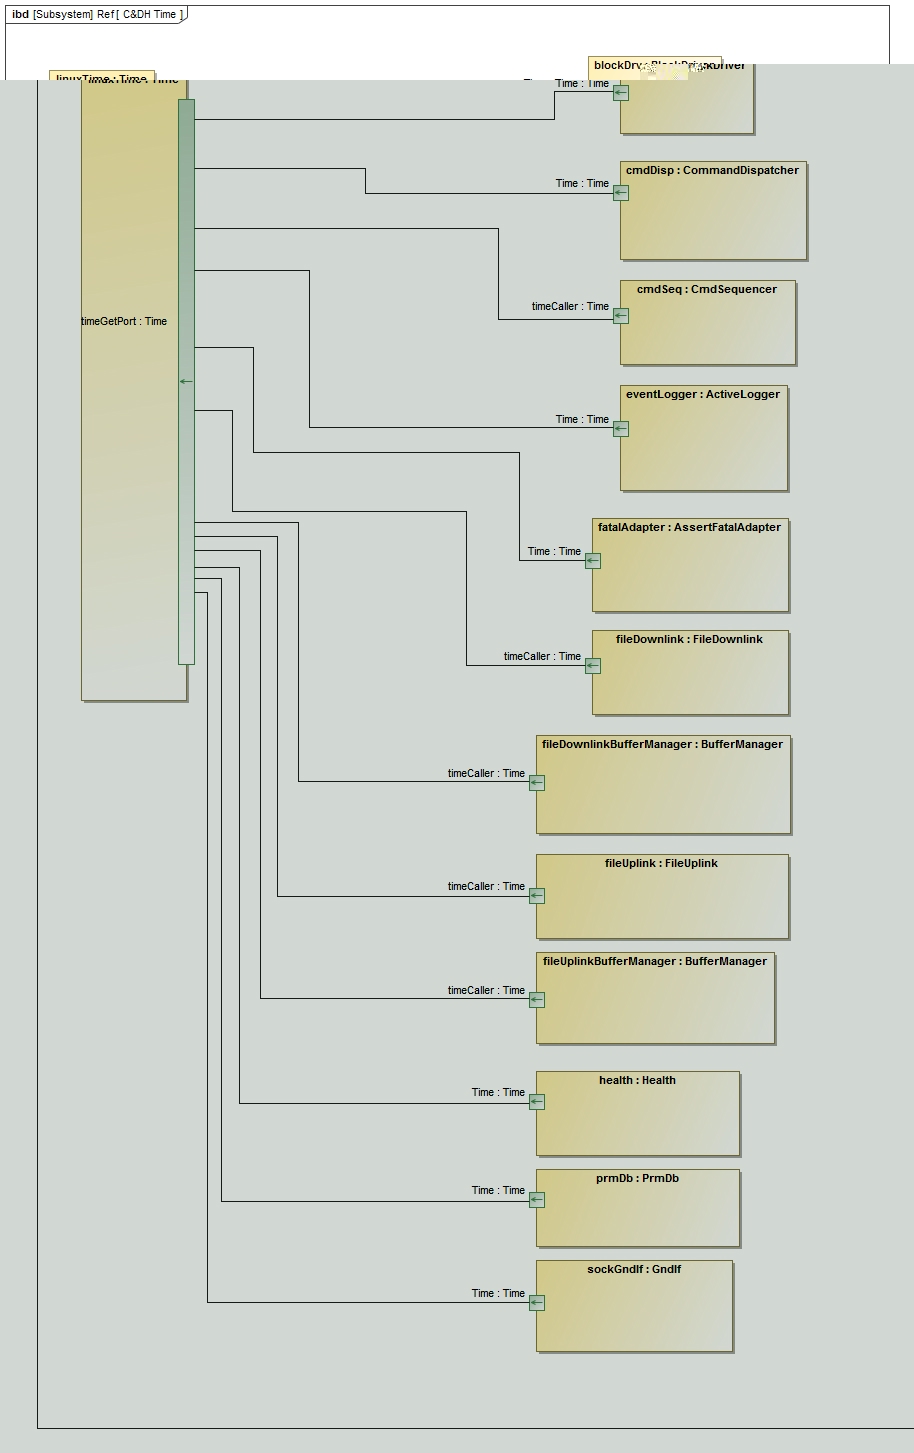 ibd [Subsystem] Ref [ C&DH Time ]
linuxTime : Time
Time : Time
cmdDisp : CommandDispatcher
Time : Time
cmdSeq : CmdSequencer
timeCaller : Time
timeGetPort : Time
eventLogger : ActiveLogger
Time : Time
fatalAdapter : AssertFatalAdapter
Time : Time
fileDownlink : FileDownlink
timeCaller : Time
fileDownlinkBufferManager : BufferManager
timeCaller : Time
fileUplink : FileUplink
timeCaller : Time
fileUplinkBufferManager : BufferManager
timeCaller : Time
health : Health
Time : Time
prmDb : PrmDb
Time : Time
sockGndIf : GndIf
Time : Time